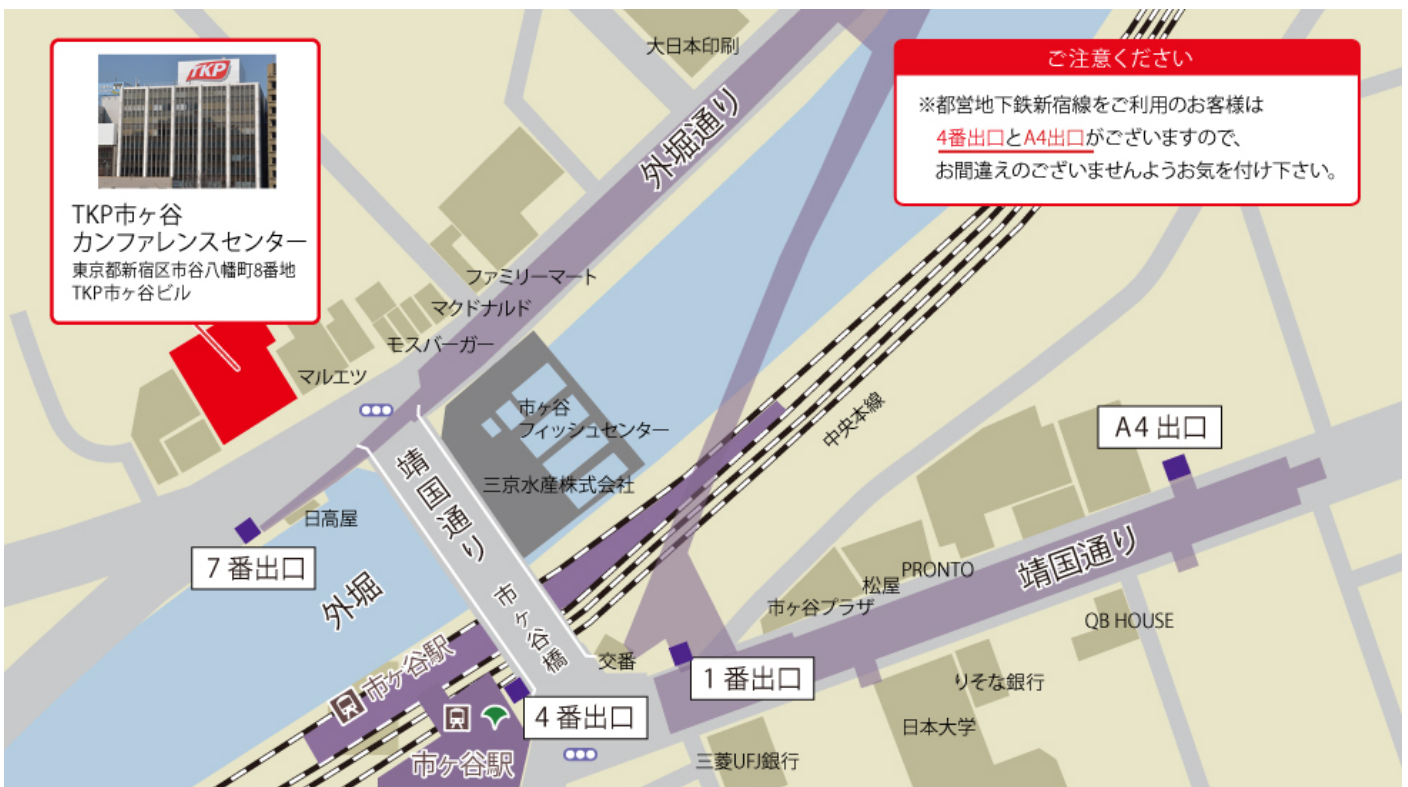 TKP
TKP市ヶ谷
カンファレンスセンター
東京都新宿区市谷八幡町8番地
TKP市ヶ谷ビル
ご注意ください
※都営地下鉄新宿線をご利用のお客様は
4番出口とA4出口がございますので、
お間違えのございませんようお気を付け下さい。
大日本印刷
外堀通り
ファミリーマート
マクドナルド
モスバーガー
マルエツ
市ヶ谷
フィッシュセンター
三京水産株式会社
中央本線
A4 出口
靖国通り
日高屋
7 番出口
外堀
市ヶ谷橋
靖国通り
PRONTO
松屋
市ヶ谷プラザ
QB HOUSE
交番
1 番出口
りそな銀行
日本大学
市ヶ谷駅
4 番出口
市ヶ谷駅
三菱UFJ銀行